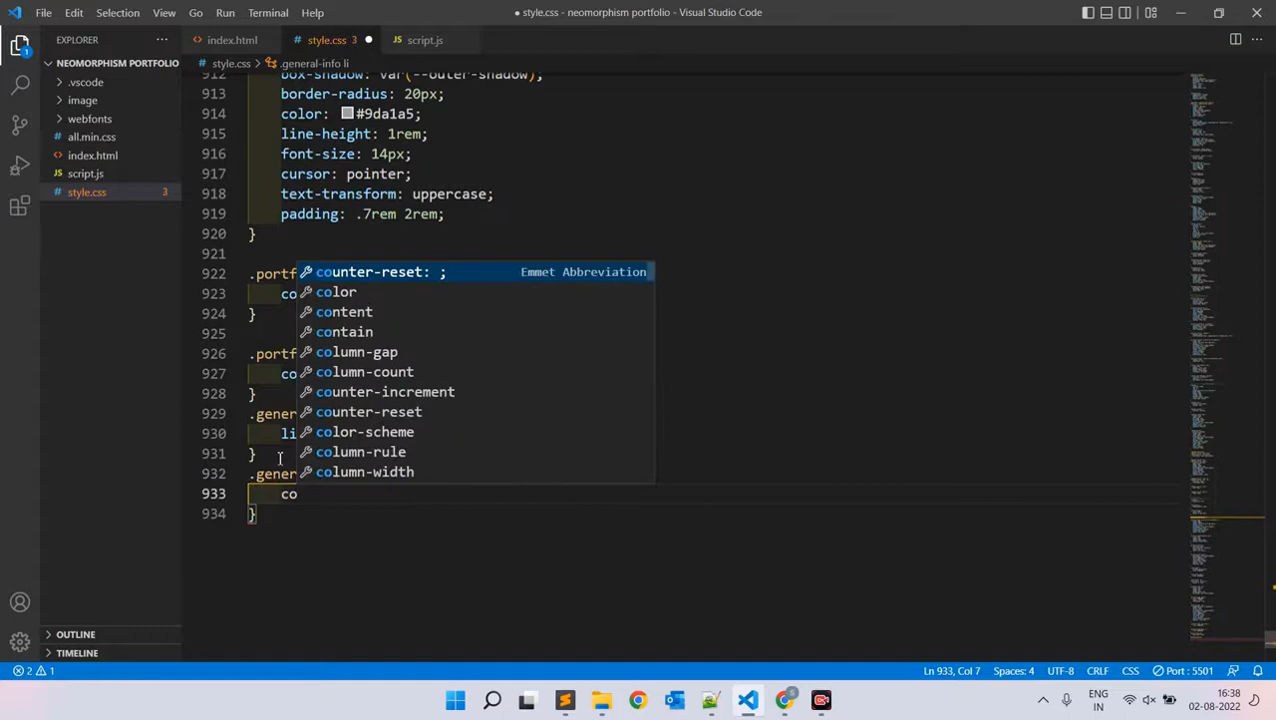 File Edit Selection View Go Run Terminal Help
style.css - neomorphism portfolio - Visual Studio Code
EXPLORER
index.html
style.css 3
script.js
NEOMORPHISM PORTFOLIO
style.css > .general-info li
.vscode
image
webfonts
all.min.css
index.html
script.js
style.css 3
912 box-shadow: var(--outer-shadow);
913 border-radius: 20px;
914 color: #9da1a5;
915 line-height: 1rem;
916 font-size: 14px;
917 cursor: pointer;
918 text-transform: uppercase;
919 padding: .7rem 2rem;
920 }
921
922 .portf
923 co
924 }
925
926 .portf
927 co
928 }
929 .gener
930 li
931 }
932 .gener
933 co
934 }
counter-reset: ; Emmet Abbreviation
color
content
contain
column-gap
column-count
counter-increment
counter-reset
color-scheme
column-rule
column-width
OUTLINE
TIMELINE
2 1
Ln 933, Col 7 Spaces: 4 UTF-8 CRLF CSS Port : 5501
1
ENG
IN
16:38
02-08-2022